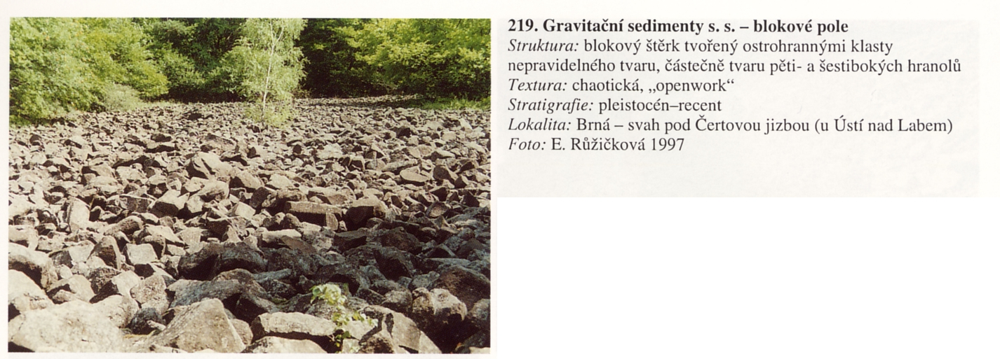 219. Gravitační sedimenty s. s. – blokové pole
Struktura: blokový štěrk tvořený ostrohrannými klasty
nepravidelného tvaru, částečně tvaru pěti- a šestibokých hranolů
Textura: chaotická, „openwork“
Stratigrafie: pleistocén–recent
Lokalita: Brná – svah pod Čertovou jizbou (u Ústí nad Labem)
Foto: E. Růžičková 1997